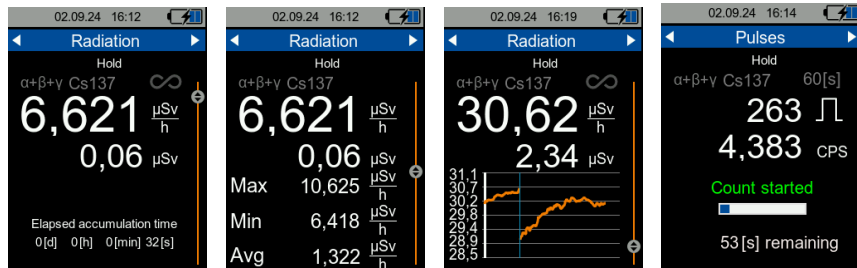 02.09.24 16:12
Radiation
Hold
α+β+γ Cs137
6,621 µSv/h
0,06 µSv
Elapsed accumulation time
0[d] 0[h] 0[min] 32[s]
02.09.24 16:12
Radiation
Hold
α+β+γ Cs137
6,621 µSv/h
0,06 µSv
Max 10,625 µSv/h
Min 6,418 µSv/h
Avg 1,322 µSv/h
02.09.24 16:19
Radiation
Hold
α+β+γ Cs137
30,62 µSv/h
2,34 µSv
31,1
30,7
30,2
29,8
29,4
28,9
28,5
02.09.24 16:14
Pulses
Hold
α+β+γ Cs137 60[s]
263
4,383 CPS
Count started
53[s] remaining